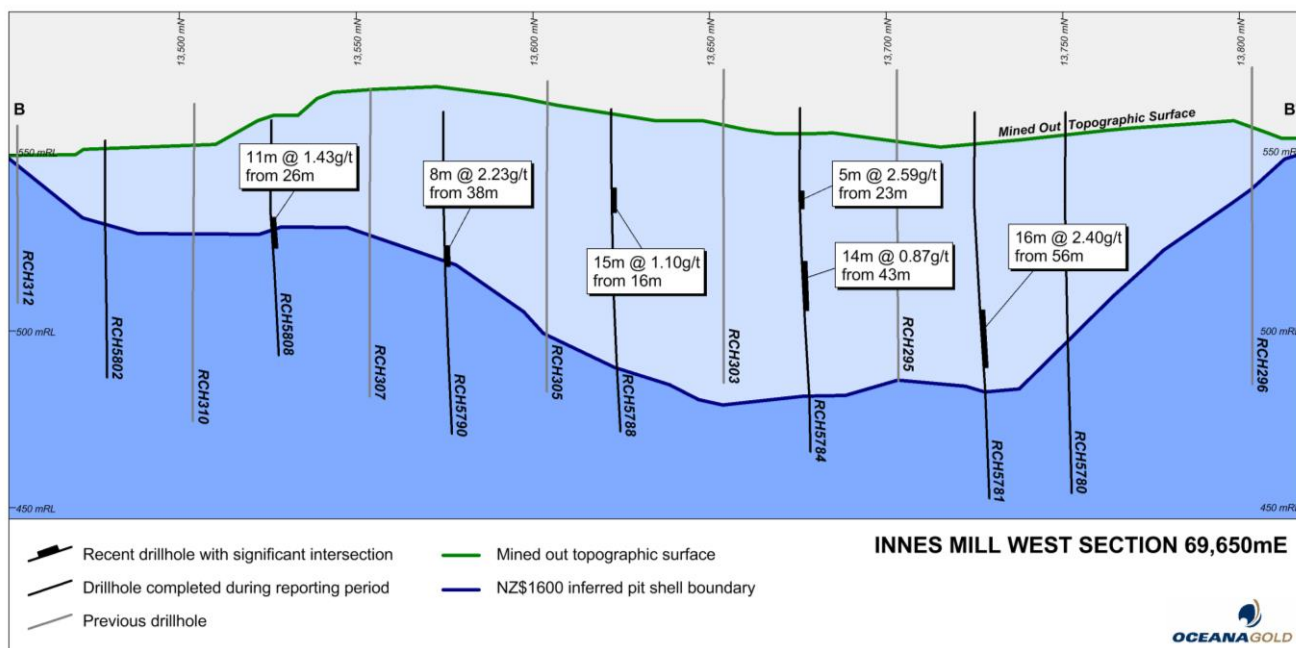 13,500 mN
13,550 mN
13,600 mN
13,650 mN
13,700 mN
13,750 mN
13,800 mN
B
B'
Mined Out Topographic Surface
550 mRL
550 mRL
11m @ 1.43g/t
from 26m
8m @ 2.23g/t
from 38m
15m @ 1.10g/t
from 16m
5m @ 2.59g/t
from 23m
14m @ 0.87g/t
from 43m
16m @ 2.40g/t
from 56m
500 mRL
500 mRL
RCH312
RCH5802
RCH310
RCH5808
RCH307
RCH5790
RCH305
RCH5788
RCH303
RCH5784
RCH295
RCH5781
RCH5780
RCH296
450 mRL
450 mRL
Recent drillhole with significant intersection
Drillhole completed during reporting period
Previous drillhole
Mined out topographic surface
NZ$1600 inferred pit shell boundary
INNES MILL WEST SECTION 69,650mE
OCEANAGOLD